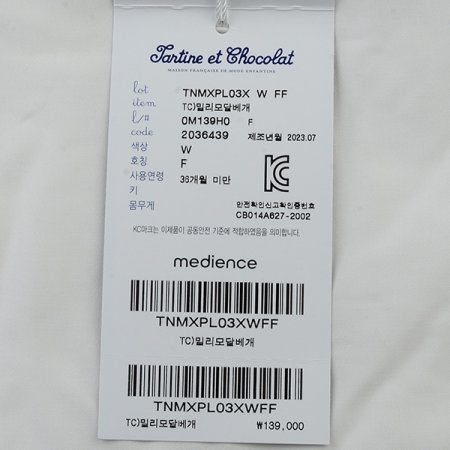 Tartine et Chocolat
MAISON FRANÇAISE DE MODE ENFANTINE
lot TNMXPL03X W FF
item TC)밀리모달베개
l/# 0M139H0 F
code 2036439 제조년월 2023.07
색상 W
호칭 F
사용연령 36개월 미만
키
몸무게
안전확인신고확인증번호
CB014A627-2002
KC마크는 이제품이 공동안전 기준에 적합하였음을 의미합니다.
medience
TNMXPL03XWFF
TC)밀리모달베개
TNMXPL03XWFF
TC)밀리모달베개 ₩139,000